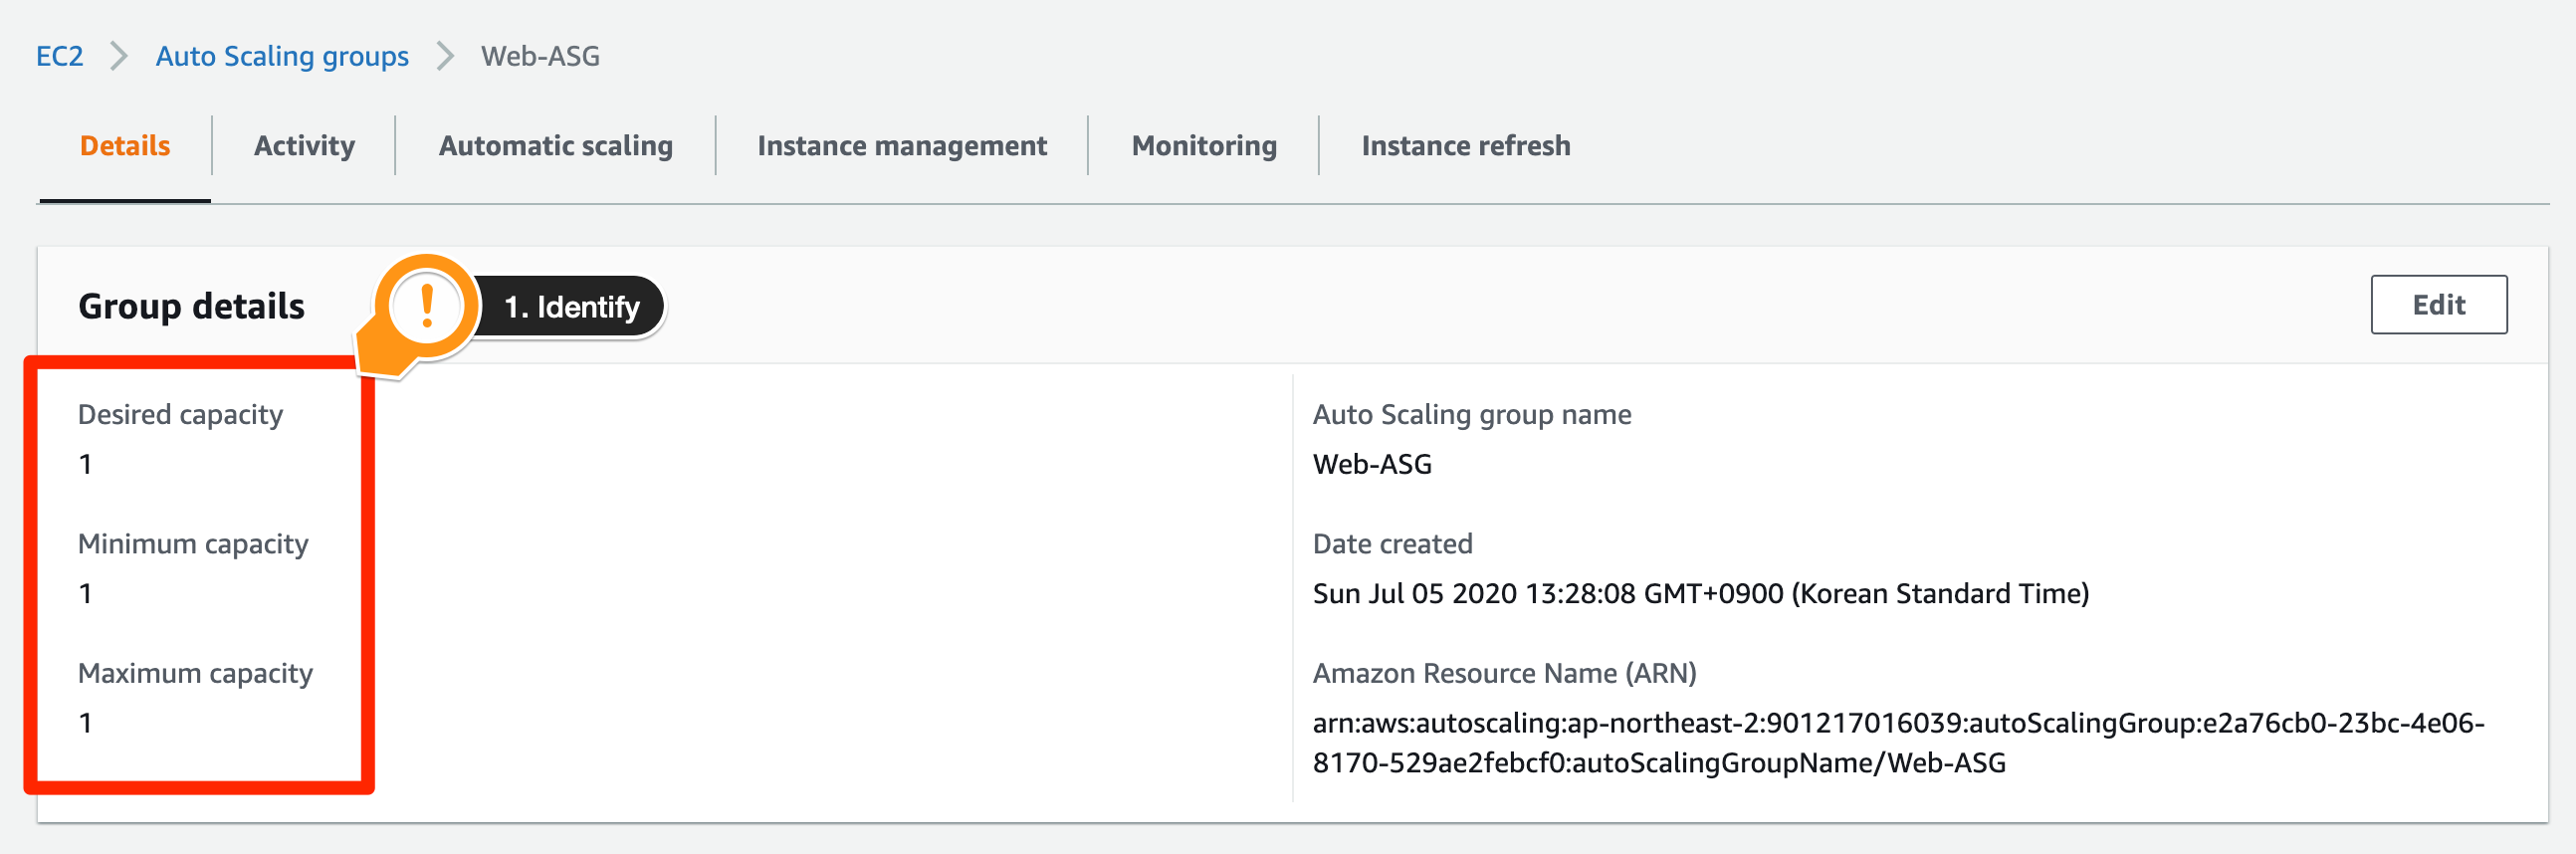 EC2 > Auto Scaling groups > Web-ASG
Details Activity Automatic scaling Instance management Monitoring Instance refresh
Group details ! 1. Identify Edit
Desired capacity
1
Minimum capacity
1
Maximum capacity
1
Auto Scaling group name
Web-ASG
Date created
Sun Jul 05 2020 13:28:08 GMT+0900 (Korean Standard Time)
Amazon Resource Name (ARN)
arn:aws:autoscaling:ap-northeast-2:901217016039:autoScalingGroup:e2a76cb0-23bc-4e06-
8170-529ae2febcf0:autoScalingGroupName/Web-ASG